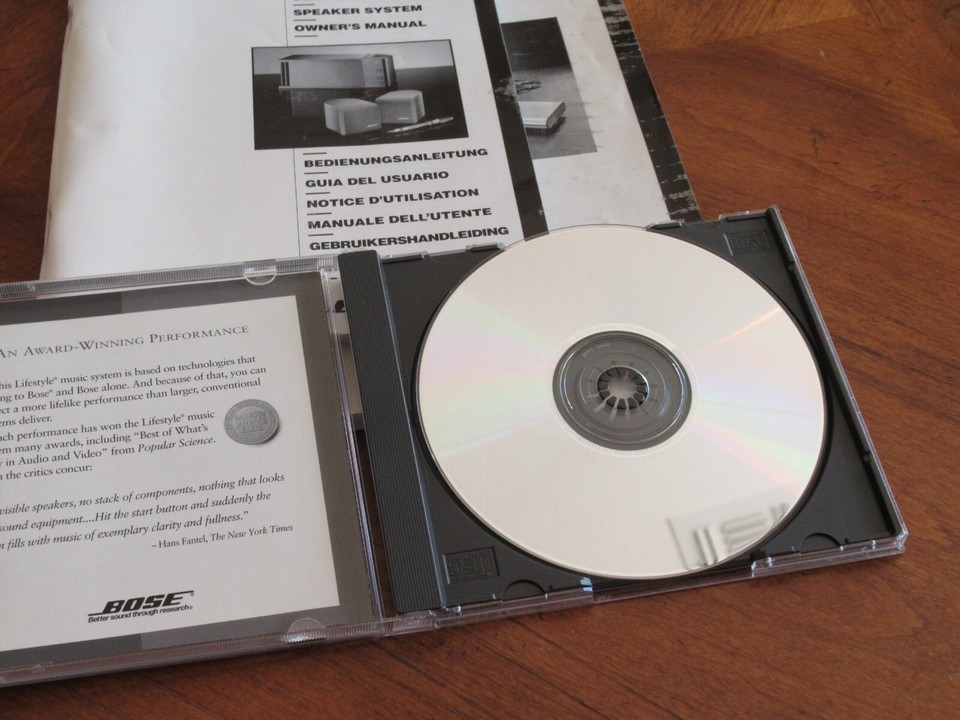 SPEAKER SYSTEM
OWNER'S MANUAL
BEDIENUNGSANLEITUNG
GUIA DEL USUARIO
NOTICE D'UTILISATION
MANUALE DELL'UTENTE
GEBRUIKERSHANDLEIDING
AN AWARD-WINNING PERFORMANCE
his Lifestyle® music system is based on technologies that
ng to Bose® and Bose alone. And because of that, you can
ect a more lifelike performance than larger, conventional
ems deliver.
uch performance has won the Lifestyle® music
em many awards, including "Best of What's
w in Audio and Video" from Popular Science.
n the critics concur:
visible speakers, no stack of components, nothing that looks
sound equipment....Hit the start button and suddenly the
n fills with music of exemplary clarity and fullness."
– Hans Fantel, The New York Times
BOSE®
Better sound through research®
disc
disc